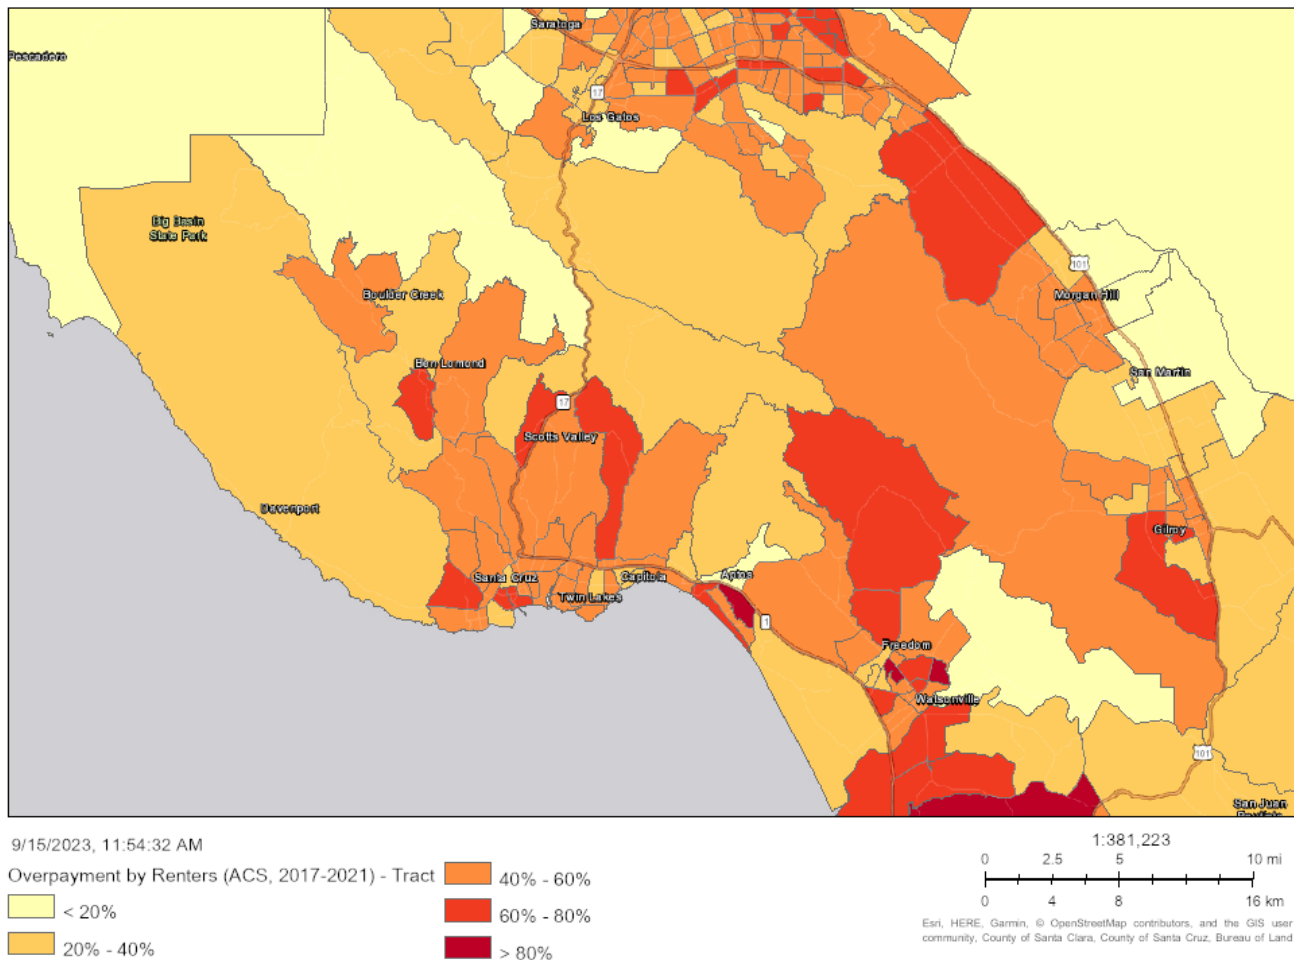 Saratoga
Pescadero
17
Los Gatos
Big Basin
State Park
101
Boulder Creek
Morgan Hill
Ben Lomond
San Martin
17
Scotts Valley
Davenport
Gilroy
Santa Cruz
Capitola
Aptos
Twin Lakes
1
Freedom
Watsonville
101
San Juan
Bautista
9/15/2023, 11:54:32 AM
Overpayment by Renters (ACS, 2017-2021) - Tract
< 20%
20% - 40%
40% - 60%
60% - 80%
> 80%
1:381,223
0 2.5 5 10 mi
0 4 8 16 km
Esri, HERE, Garmin, © OpenStreetMap contributors, and the GIS user
community, County of Santa Clara, County of Santa Cruz, Bureau of Land